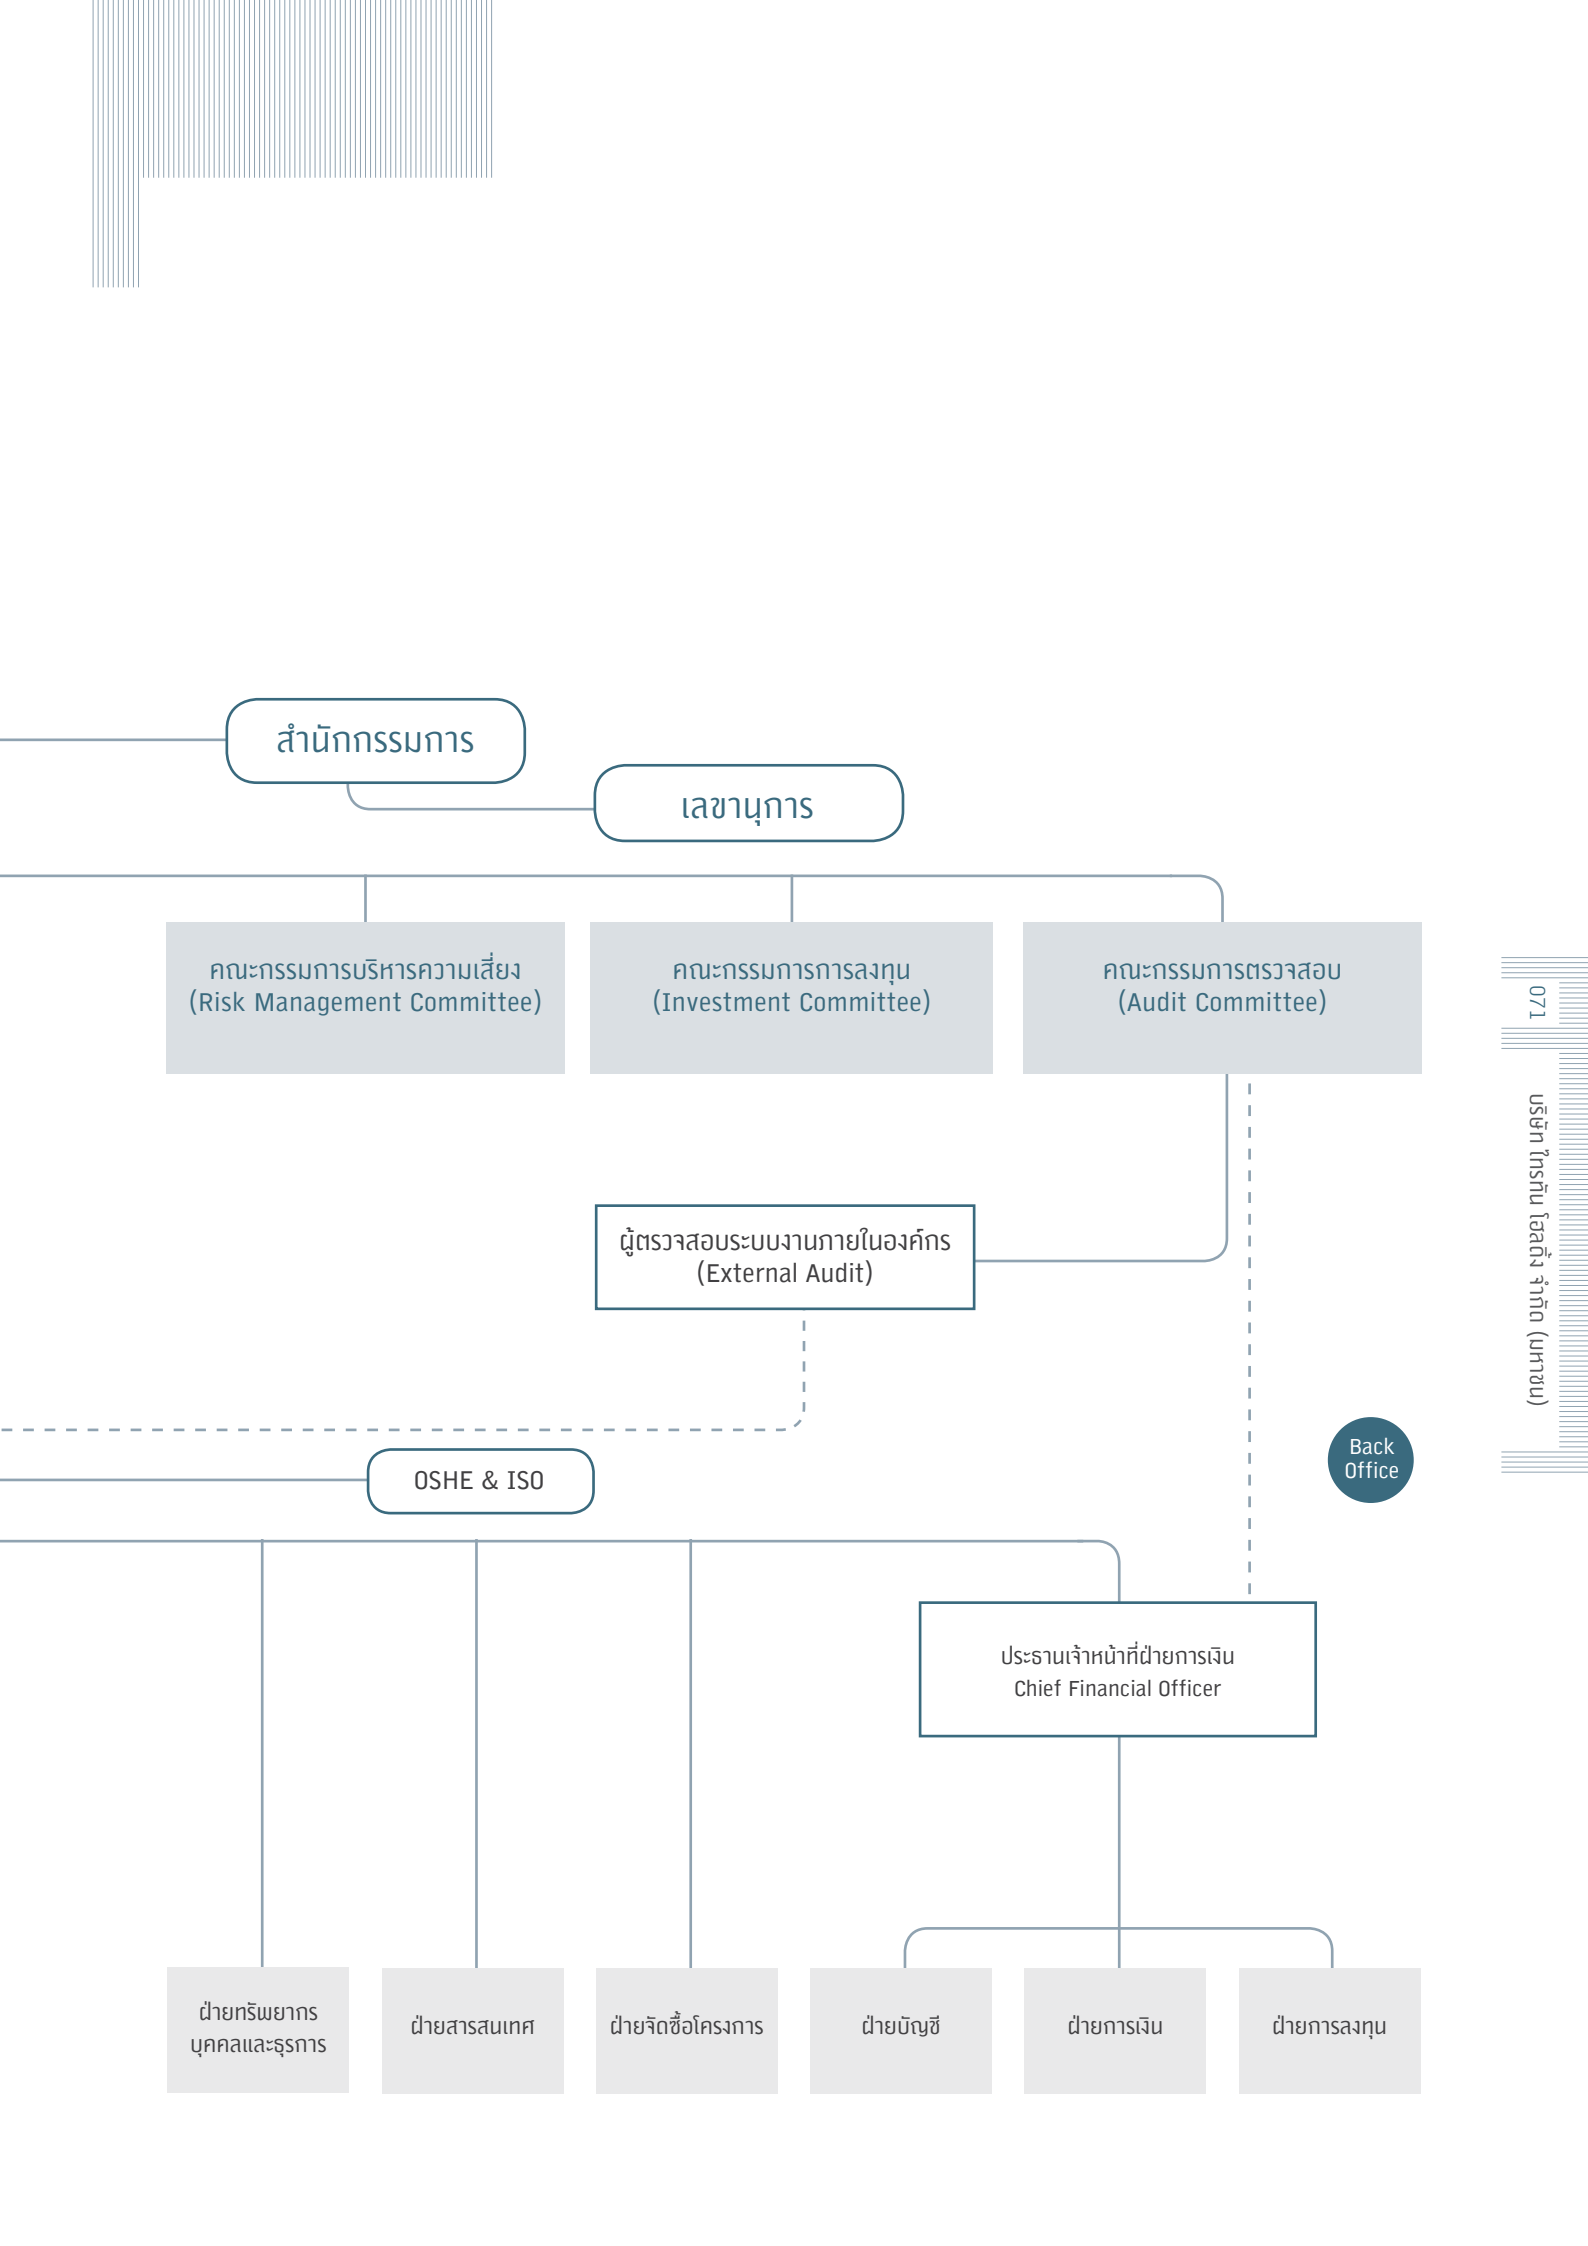 สำนักกรรมการ
เลขานุการ
คณะกรรมการบริหารความเสี่ยง
(Risk Management Committee)
คณะกรรมการการลงทุน
(Investment Committee)
คณะกรรมการตรวจสอบ
(Audit Committee)
071
บริษัท ไทรทัน โฮลดิ้ง จำกัด (มหาชน)
ผู้ตรวจสอบระบบงานภายในองค์กร
(External Audit)
Back
Office
OSHE & ISO
ประธานเจ้าหน้าที่ฝ่ายการเงิน
Chief Financial Officer
ฝ่ายทรัพยากร
บุคคลและธุรการ
ฝ่ายสารสนเทศ
ฝ่ายจัดซื้อโครงการ
ฝ่ายบัญชี
ฝ่ายการเงิน
ฝ่ายการลงทุน